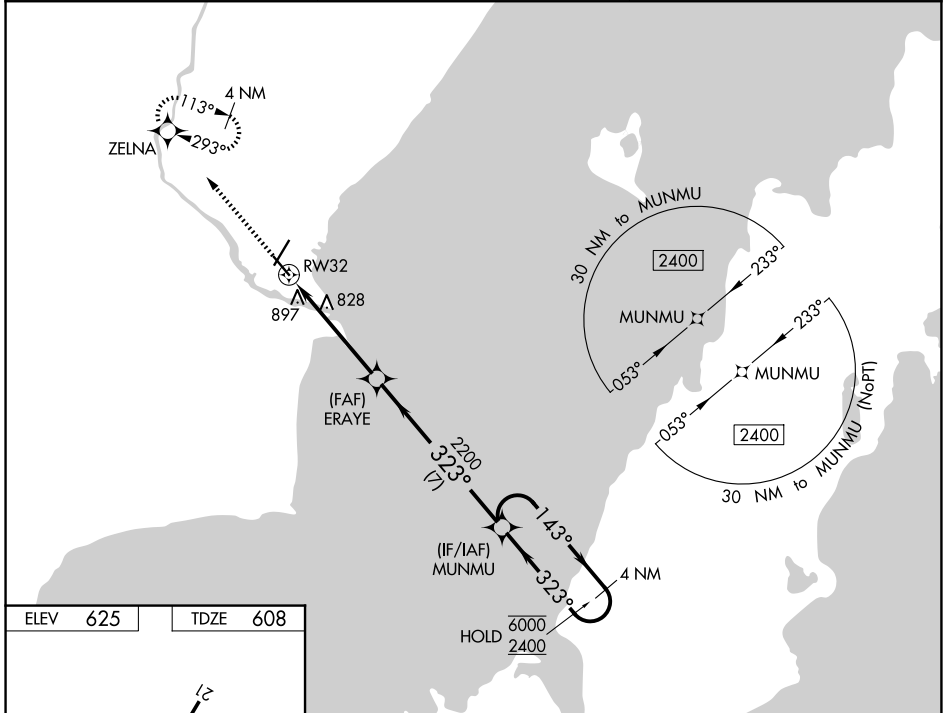 4 NM
113°
293°
ZELNA
RW32
828
897
(FAF)
ERAYE
2200
323°
(7)
(IF/IAF)
MUNMU
143°
323°
4 NM
HOLD 6000
2400
30 NM to MUNMU
2400
233°
MUNMU
053°
233°
MUNMU
053°
2400
30 NM to MUNMU (NoPT)
ELEV 625
TDZE 608
21